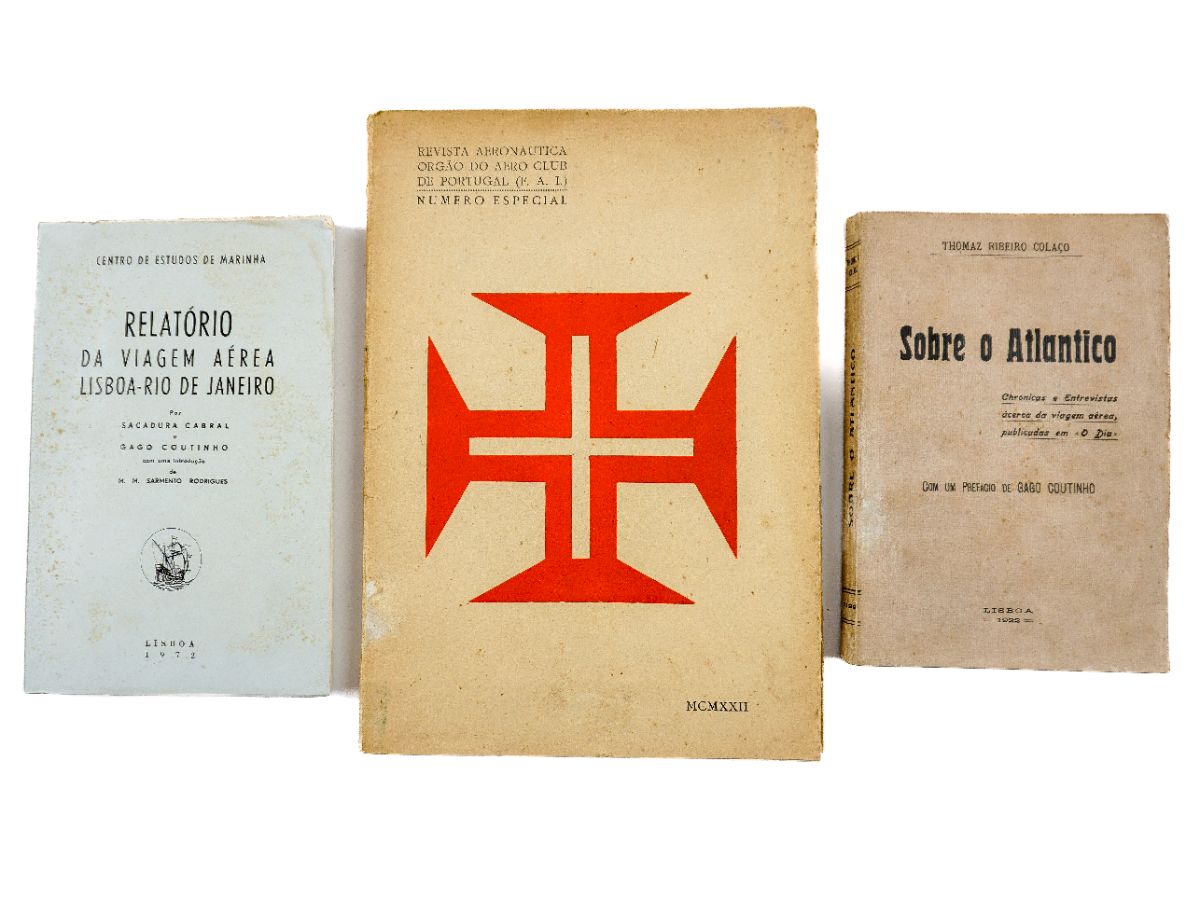 CENTRO DE ESTUDOS DE MARINHA
RELATÓRIO
DA VIAGEM AÉREA
LISBOA-RIO DE JANEIRO
Por
SACADURA CABRAL
e
GAGO COUTINHO
com uma introdução
de
M. M. SARMENTO RODRIGUES
LISBOA
1972
REVISTA AERONAUTICA
ORGÃO DO AERO CLUB
DE PORTUGAL (F. A. I.)
NUMERO ESPECIAL
MCMXXII
SOBRE O ATLANTICO
THOMAZ RIBEIRO COLAÇO
Sobre o Atlantico
Chronicas e Entrevistas
ácerca da viagem aérea,
publicadas em «O Dia»
COM UM PREFACIO DE GAGO COUTINHO
LISBOA
1922